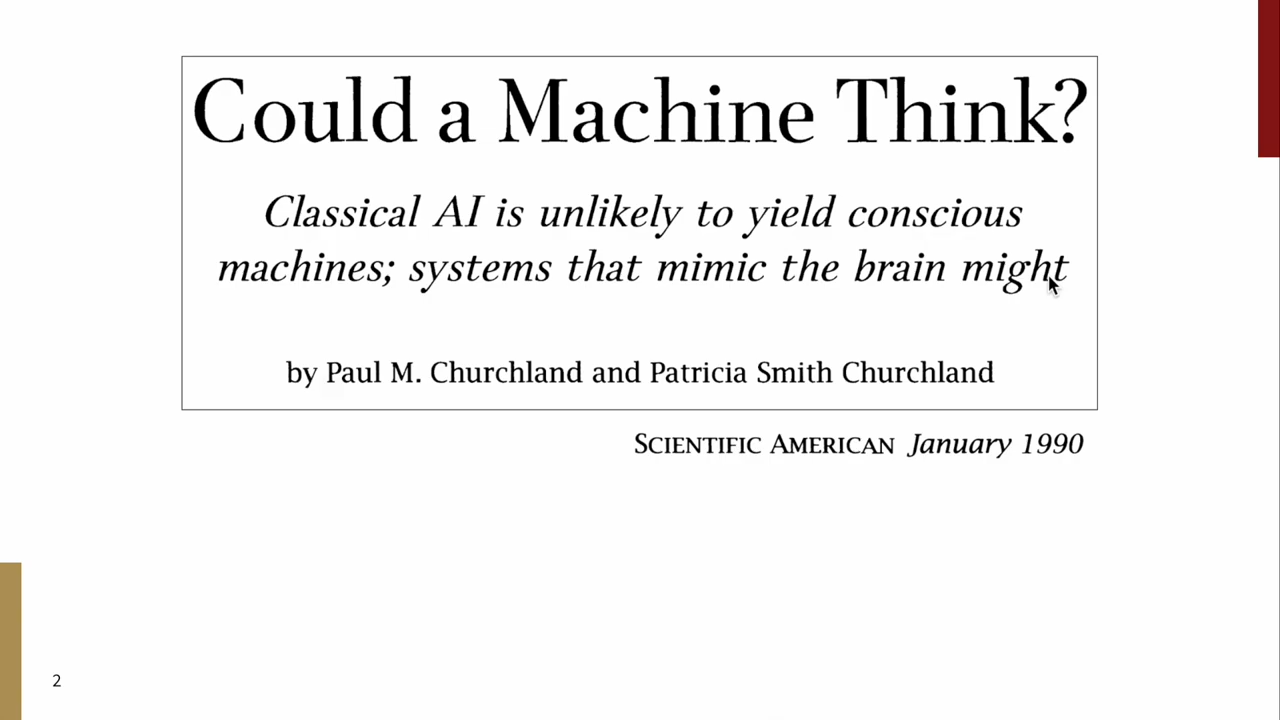 Could a Machine Think?
Classical AI is unlikely to yield conscious
machines; systems that mimic the brain might
by Paul M. Churchland and Patricia Smith Churchland
SCIENTIFIC AMERICAN January 1990
2